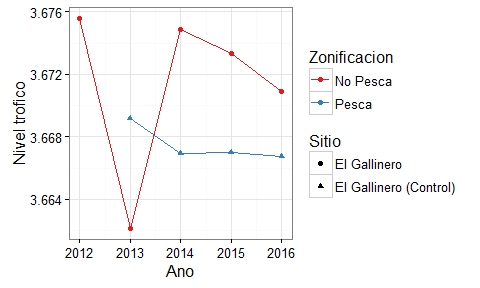 3.676
3.672
3.668
3.664
Nivel trofico
2012 2013 2014 2015 2016
Ano
Zonificacion
No Pesca
Pesca
Sitio
El Gallinero
El Gallinero (Control)